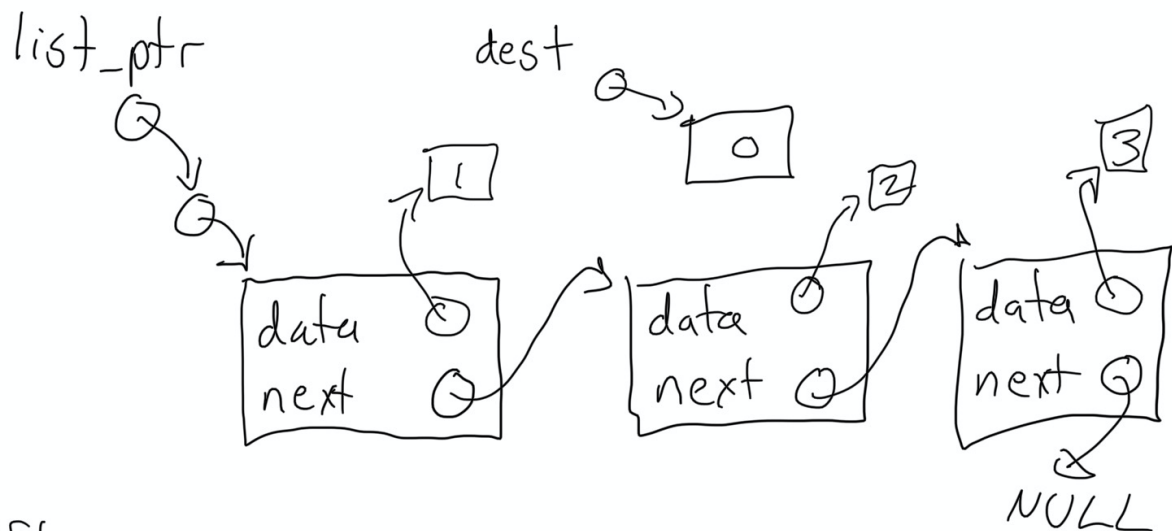 list_ptr dest
0
1 2 3
data data data
next next next
NULL